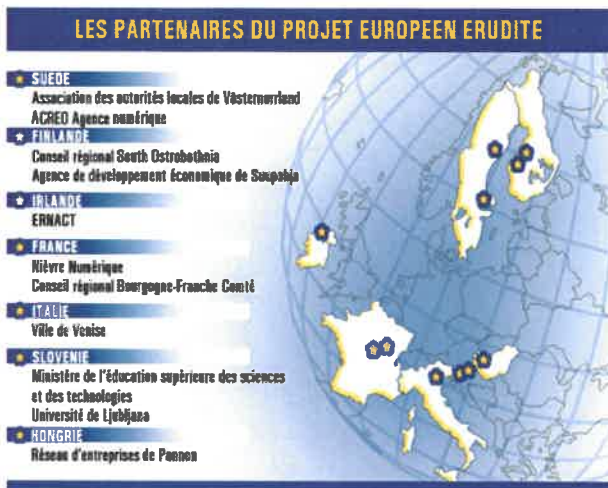 LES PARTENAIRES DU PROJET EUROPEEN ERUDITE
SUEDE
Association des autorités locales de Västernorrland
ACREO Agence numérique
FINLANDE
Conseil régional South Ostrobothnia
Agence de développement économique de
IRLANDE
ERNACT
FRANCE
Nièvre Numérique
Conseil régional Bourgogne-Franche Comté
ITALIE
Ville de Venise
SLOVENIE
Ministère de l'éducation supérieure des sciences
et des technologies
Université de Ljubljana
HONGRIE
Réseau d'entreprises de Pannon